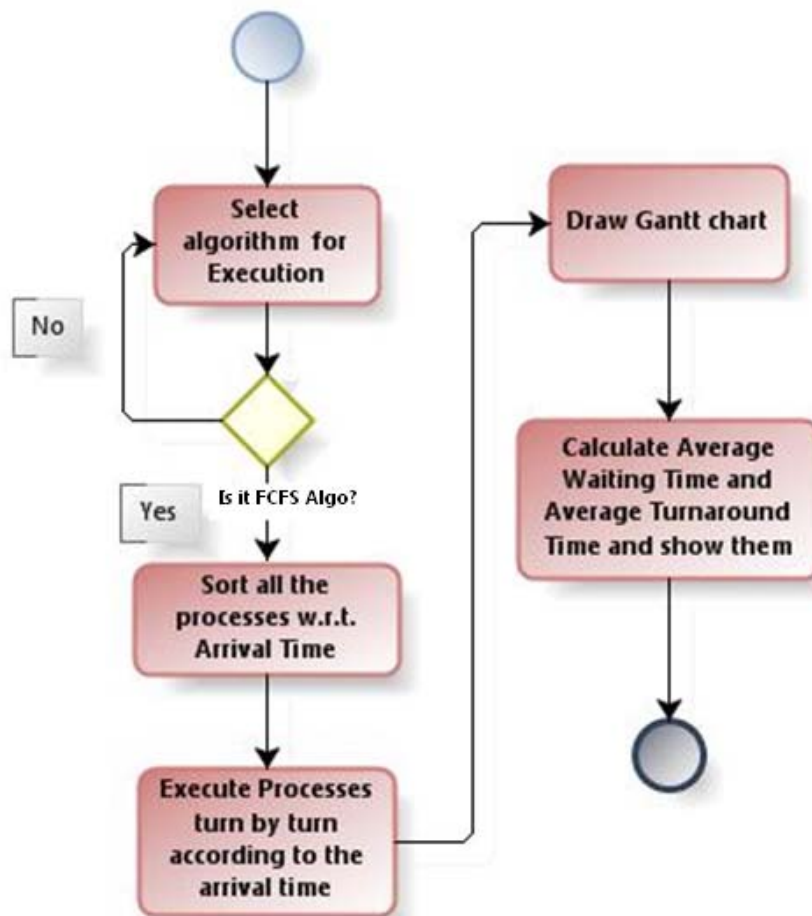 Select
algorithm for
Execution
No
Is it FCFS Algo?
Yes
Sort all the
processes w.r.t.
Arrival Time
Execute Processes
turn by turn
according to the
arrival time
Draw Gantt chart
Calculate Average
Waiting Time and
Average Turnaround
Time and show them